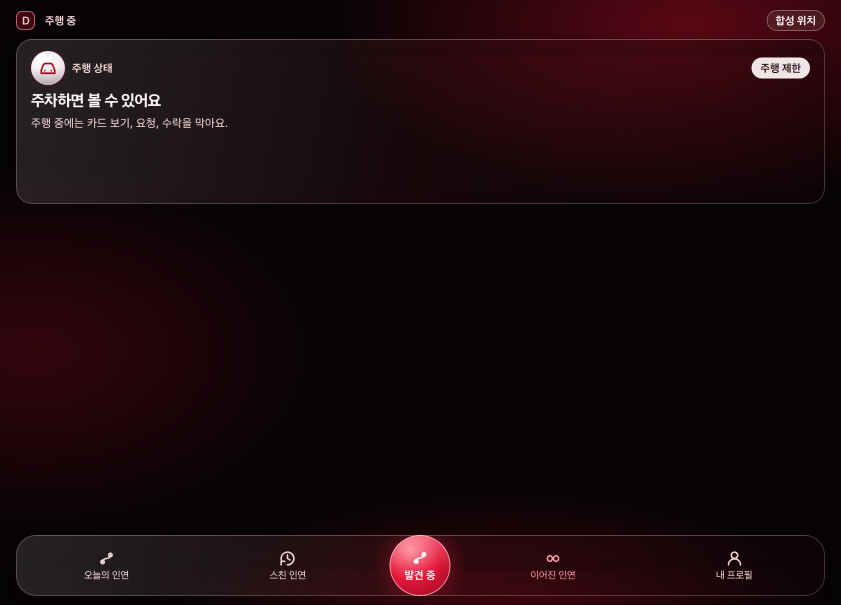 D 주행 중
합성 위치
주행 상태
주행 제한
주차하면 볼 수 있어요
주행 중에는 카드 보기, 요청, 수락을 막아요.
오늘의 인연
스친 인연
발견 중
이어진 인연
내 프로필